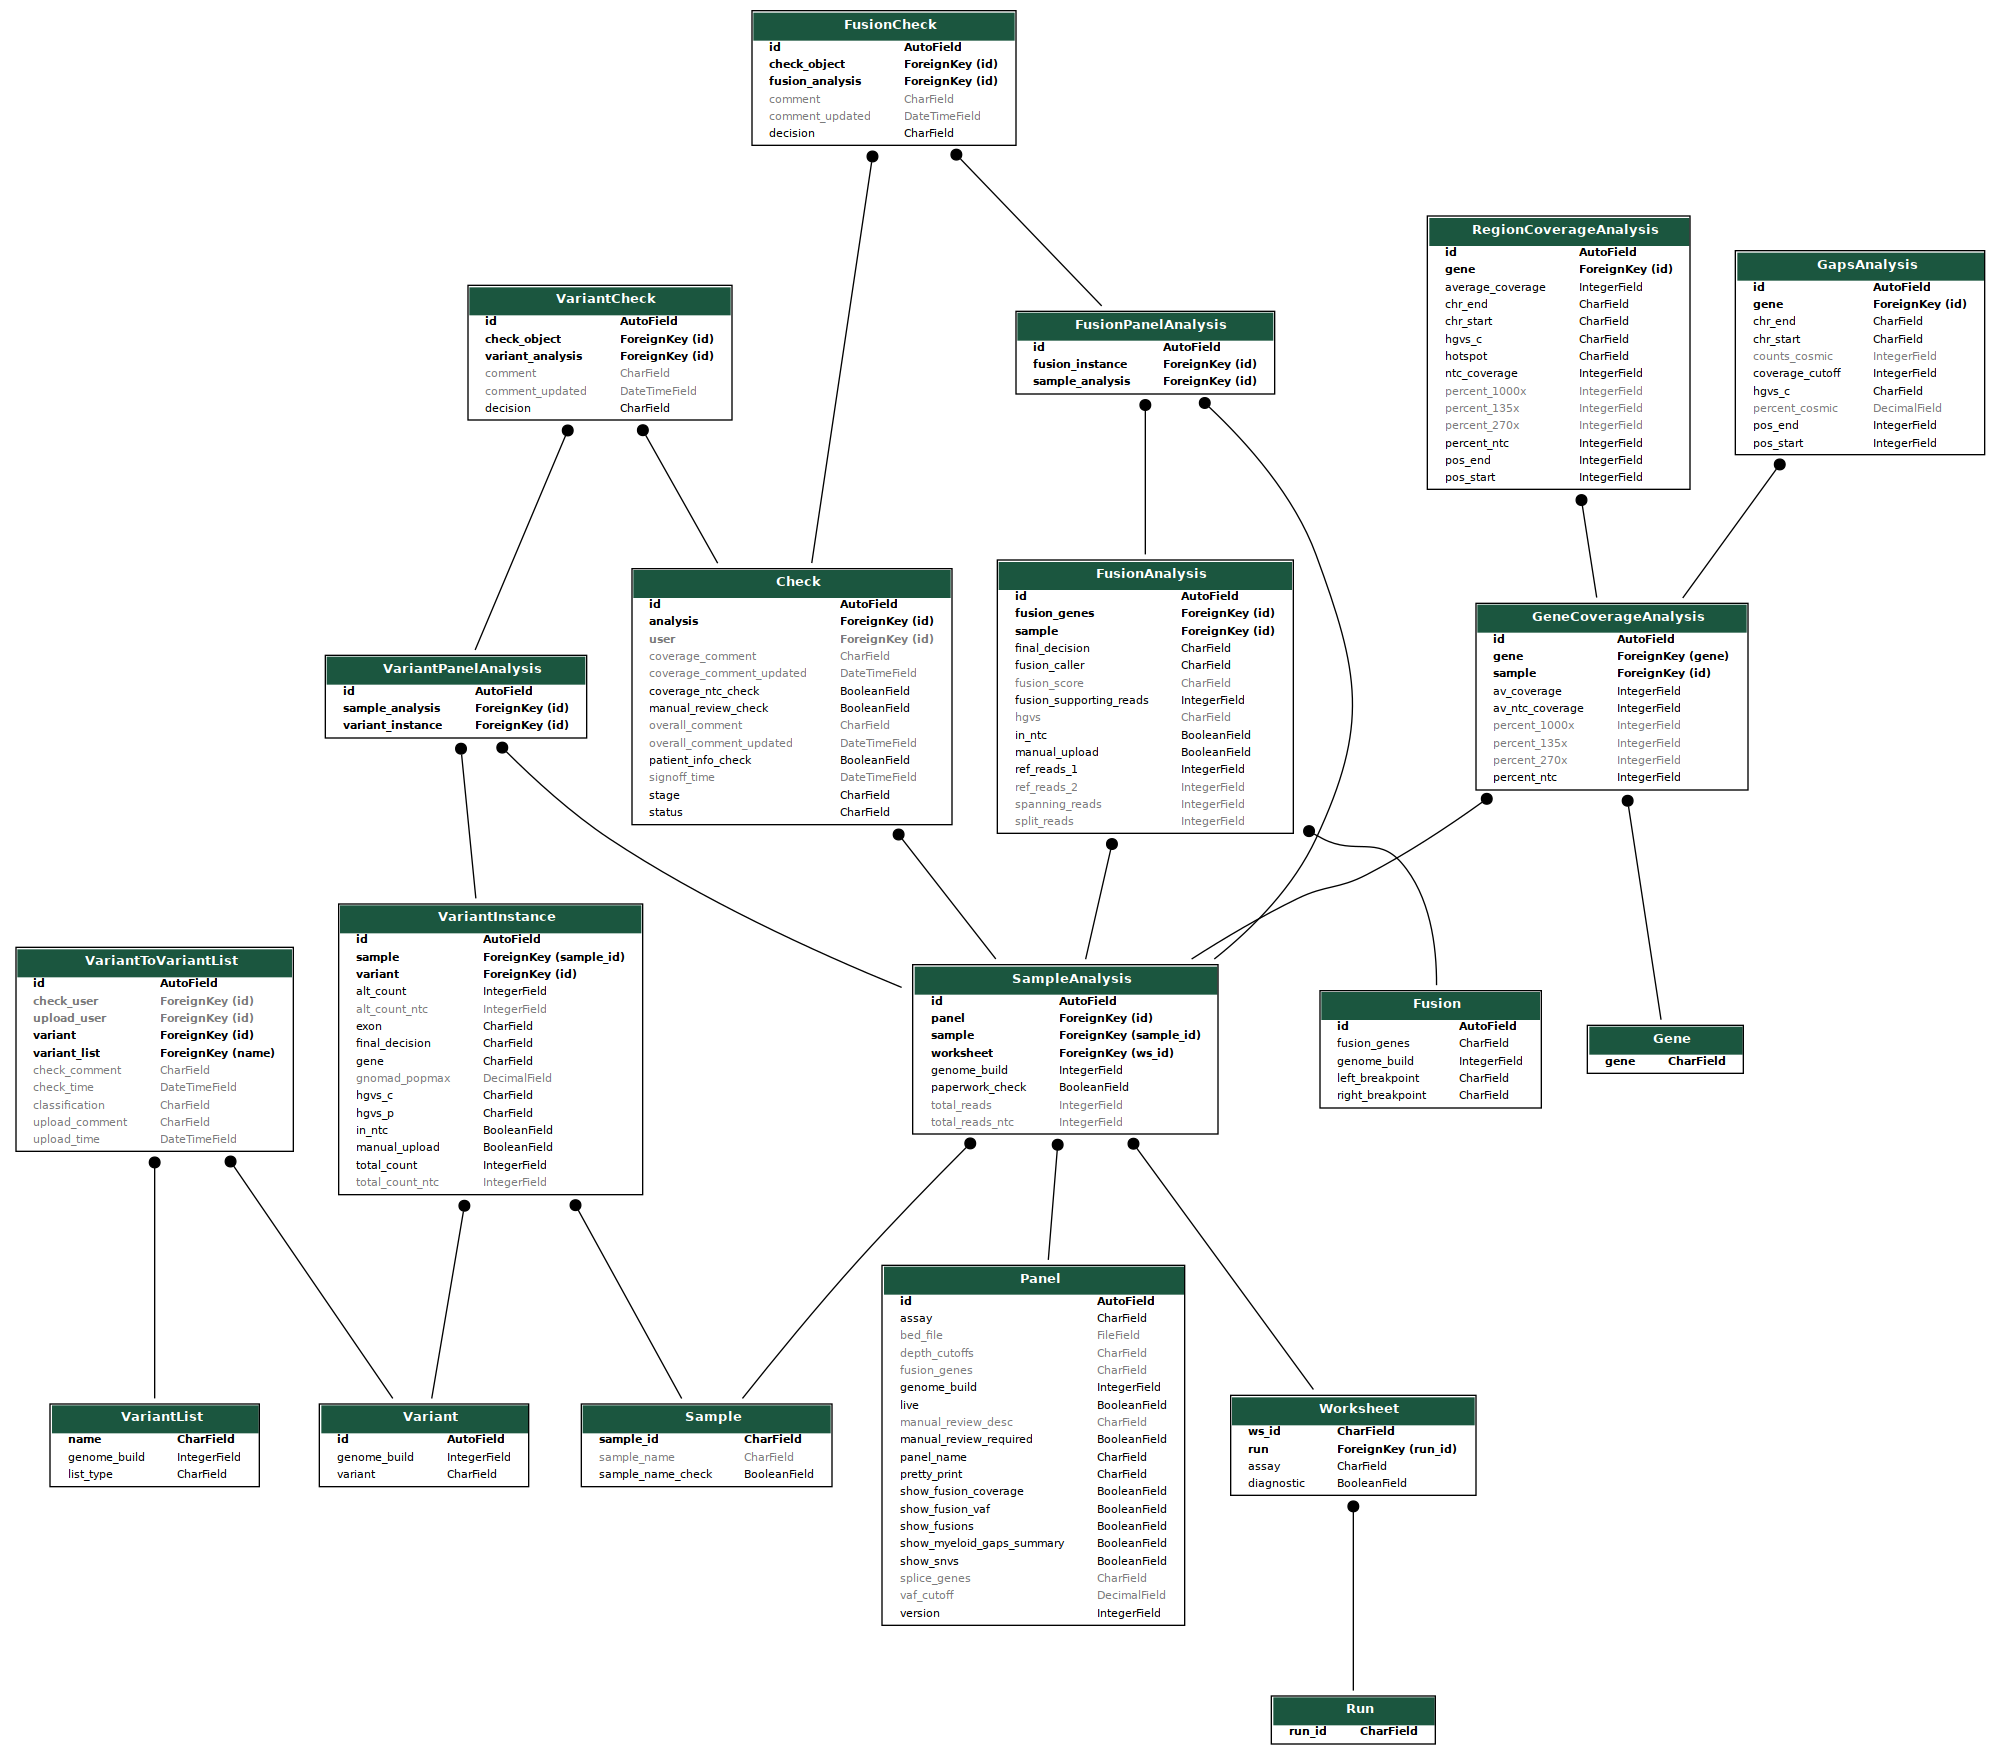 FusionCheck
id AutoField
check_object ForeignKey (id)
fusion_analysis ForeignKey (id)
comment CharField
comment_updated DateTimeField
decision CharField
RegionCoverageAnalysis
id AutoField
gene ForeignKey (id)
average_coverage IntegerField
chr_end CharField
chr_start CharField
hgvs_c CharField
hotspot CharField
ntc_coverage IntegerField
percent_1000x IntegerField
percent_135x IntegerField
percent_270x IntegerField
percent_ntc IntegerField
pos_end IntegerField
pos_start IntegerField
GapsAnalysis
id AutoField
gene ForeignKey (id)
chr_end CharField
chr_start CharField
counts_cosmic IntegerField
coverage_cutoff IntegerField
hgvs_c CharField
percent_cosmic DecimalField
pos_end IntegerField
pos_start IntegerField
VariantCheck
id AutoField
check_object ForeignKey (id)
variant_analysis ForeignKey (id)
comment CharField
comment_updated DateTimeField
decision CharField
FusionPanelAnalysis
id AutoField
fusion_instance ForeignKey (id)
sample_analysis ForeignKey (id)
Check
id AutoField
analysis ForeignKey (id)
user ForeignKey (id)
coverage_comment CharField
coverage_comment_updated DateTimeField
coverage_ntc_check BooleanField
manual_review_check BooleanField
overall_comment CharField
overall_comment_updated DateTimeField
patient_info_check BooleanField
signoff_time DateTimeField
stage CharField
status CharField
FusionAnalysis
id AutoField
fusion_genes ForeignKey (id)
sample ForeignKey (id)
final_decision CharField
fusion_caller CharField
fusion_score CharField
fusion_supporting_reads IntegerField
hgvs CharField
in_ntc BooleanField
manual_upload BooleanField
ref_reads_1 IntegerField
ref_reads_2 IntegerField
spanning_reads IntegerField
split_reads IntegerField
GeneCoverageAnalysis
id AutoField
gene ForeignKey (gene)
sample ForeignKey (id)
av_coverage IntegerField
av_ntc_coverage IntegerField
percent_1000x IntegerField
percent_135x IntegerField
percent_270x IntegerField
percent_ntc IntegerField
VariantPanelAnalysis
id AutoField
sample_analysis ForeignKey (id)
variant_instance ForeignKey (id)
VariantInstance
id AutoField
sample ForeignKey (sample_id)
variant ForeignKey (id)
alt_count IntegerField
alt_count_ntc IntegerField
exon CharField
final_decision CharField
gene CharField
gnomad_popmax DecimalField
hgvs_c CharField
hgvs_p CharField
in_ntc BooleanField
manual_upload BooleanField
total_count IntegerField
total_count_ntc IntegerField
VariantToVariantList
id AutoField
check_user ForeignKey (id)
upload_user ForeignKey (id)
variant ForeignKey (id)
variant_list ForeignKey (name)
check_comment CharField
check_time DateTimeField
classification CharField
upload_comment CharField
upload_time DateTimeField
SampleAnalysis
id AutoField
panel ForeignKey (id)
sample ForeignKey (sample_id)
worksheet ForeignKey (ws_id)
genome_build IntegerField
paperwork_check BooleanField
total_reads IntegerField
total_reads_ntc IntegerField
Fusion
id AutoField
fusion_genes CharField
genome_build IntegerField
left_breakpoint CharField
right_breakpoint CharField
Gene
gene CharField
Panel
id AutoField
assay CharField
bed_file FileField
depth_cutoffs CharField
fusion_genes CharField
genome_build IntegerField
live BooleanField
manual_review_desc CharField
manual_review_required BooleanField
panel_name CharField
pretty_print CharField
show_fusion_coverage BooleanField
show_fusion_vaf BooleanField
show_fusions BooleanField
show_myeloid_gaps_summary BooleanField
show_snvs BooleanField
splice_genes CharField
vaf_cutoff DecimalField
version IntegerField
VariantList
name CharField
genome_build IntegerField
list_type CharField
Variant
id AutoField
genome_build IntegerField
variant CharField
Sample
sample_id CharField
sample_name CharField
sample_name_check BooleanField
Worksheet
ws_id CharField
run ForeignKey (run_id)
assay CharField
diagnostic BooleanField
Run
run_id CharField